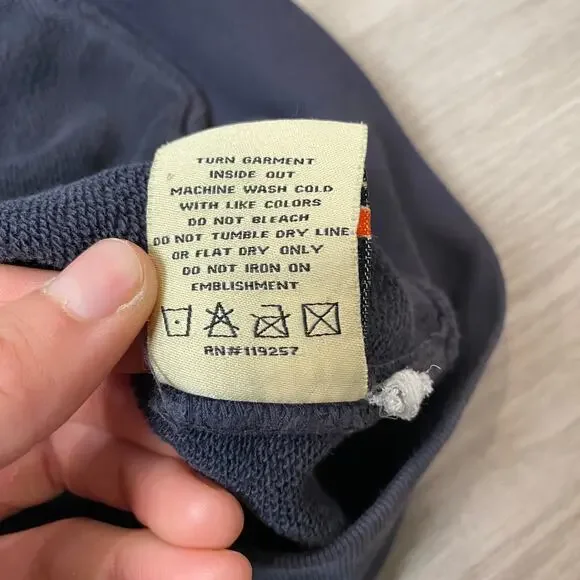 TURN GARMENT
INSIDE OUT
MACHINE WASH COLD
WITH LIKE COLORS
DO NOT BLEACH
DO NOT TUMBLE DRY LINE
OR FLAT DRY ONLY
DO NOT IRON ON
EMBLISHMENT
RN#119257